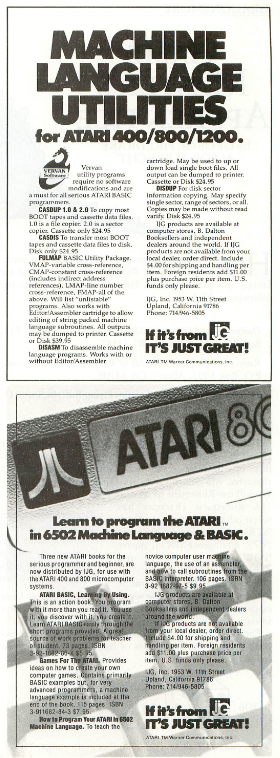 MACHINE
LANGUAGE
UTILITIES
for ATARI 400/800/1200.
VERVAN
Software
Vervan
utility programs
require no software
modifications and are
a must for all serious ATARI BASIC
programmers.
CASDUP 1.0 & 2.0 To copy most
BOOT tapes and cassette data files.
1.0 is a file copier. 2.0 is a sector
copier. Cassette only $24.95
CASDIS To transfer most BOOT
tapes and cassette data files to disk.
Disk only $24.95
FULMAP BASIC Utility Package.
VMAP-variable cross-reference,
CMAP-constant cross-reference
(includes indirect address
references), LMAP-line number
cross-reference, FMAP-all of the
above. Will list "unlistable"
programs. Also works with
Editor/Assembler cartridge to allow
editing of string packed machine
language subroutines. All outputs
may be dumped to printer. Cassette
or Disk $39.95
DISASM To disassemble machine
language programs. Works with or
without Editor/Assembler
cartridge. May be used to up or
down load single boot files. All
output can be dumped to printer.
Cassette or Disk $24.95
DISDUP For disk sector
information copying. May specify
single sector, range of sectors, or all.
Copies may be made without read
varify. Disk $24.95
IJG products are available at
computer stores, B. Dalton
Booksellers and independent
dealers around the world. If IJG
products are not available from your
local dealer, order direct. Include
$4.00 for shipping and handling per
item. Foreign residents add $11.00
plus purchase price per item. U.S.
funds only please.
IJG, Inc. 1953 W. 11th Street
Upland, California 91786
Phone: 714/946-5805
If it's from IJG
IT'S JUST GREAT!
ATARI TM Warner Communications, Inc.
ATARI 80
Learn to program the ATARI™
in 6502 Machine Language & BASIC.
Three new ATARI books for the
serious programmer and beginner, are
now distributed by IJG, for use with
the ATARI 400 and 800 microcomputer
systems.
ATARI BASIC, Learning By Using.
This is an action book. You program
with it more than you read it. You use
it, you discover with it, you create it.
Learn ATARI BASIC easily through the
short programs provided. A great
source of work problems for teacher
or student. 73 pages. ISBN
3-92-1682-86-X $5.95.
Games For The ATARI. Provides
ideas on how to create your own
computer games. Contains primarily
BASIC examples but, for very
advanced programmers, a machine
language example is included at the
end of the book. 115 pages. ISBN
3-911682-84-3 $7.95.
How to Program Your ATARI In 6502
Machine Language. To teach the
novice computer user machine
language, the use of an assembler
and how to call subroutines from the
BASIC interpreter. 106 pages. ISBN
3-92 1682-97-5 $9.95.
IJG products are available at
computer stores, B. Dalton
Booksellers and independent dealers
around the world.
If IJG products are not available
from your local dealer, order direct.
Include $4.00 for shipping and
handling per item. Foreign residents
add $11.00 plus purchase price per
item. U.S. funds only please.
IJG, Inc. 1953 W. 11th Street
Upland, California 91786
Phone: 714/946-5805
If it's from IJG
IT'S JUST GREAT!
ATARI TM Warner Communications, Inc.